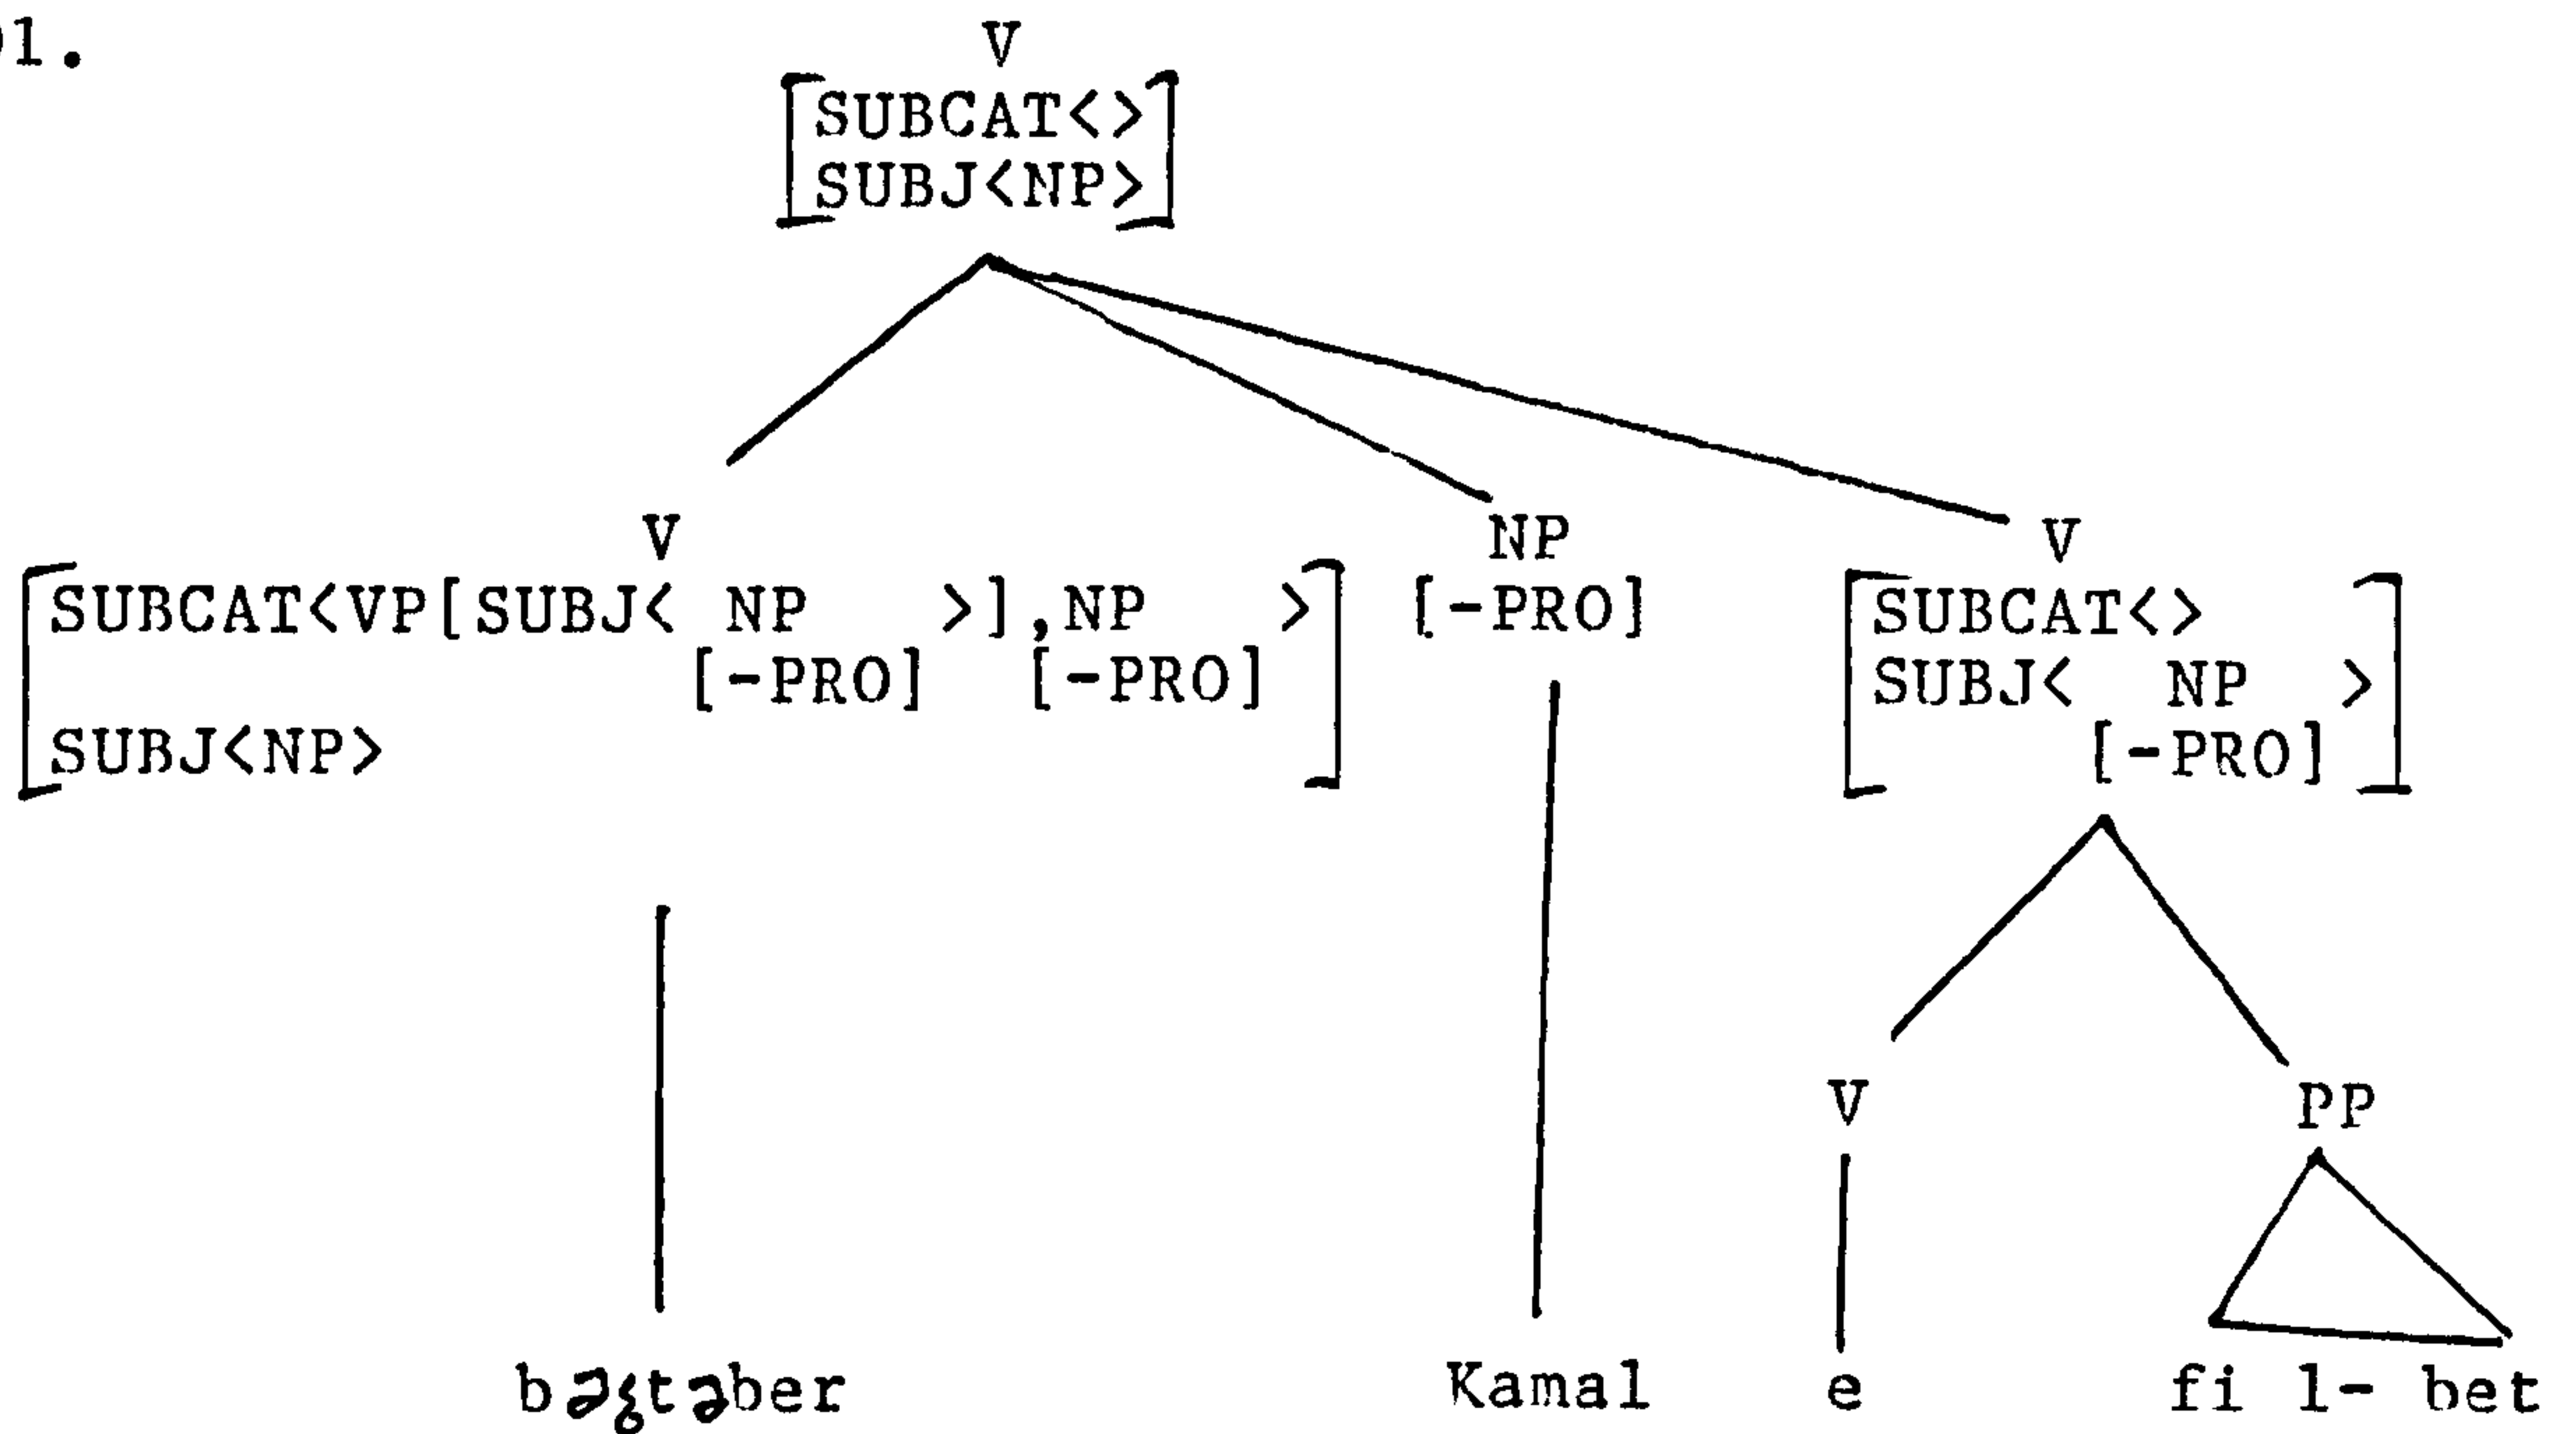 1.
V
[SUBCAT<>]
[SUBJ<NP>]
V NP V
[SUBCAT<VP[SUBJ< NP >],NP >] [-PRO] [SUBCAT<>
[-PRO] [-PRO] SUBJ< NP >
SUBJ<NP> [-PRO]]
V PP
bəʕtəber Kamal e fi l- bet